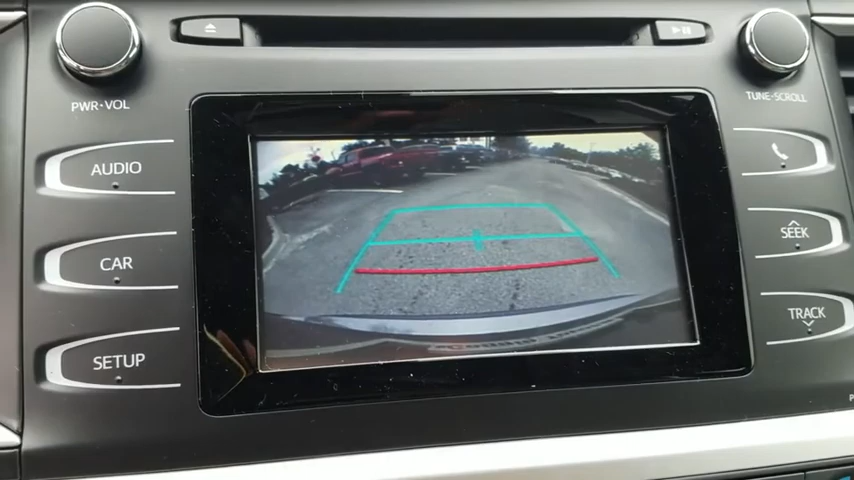 PWR·VOL
TUNE·SCROLL
AUDIO
CAR
SETUP
SEEK
TRACK